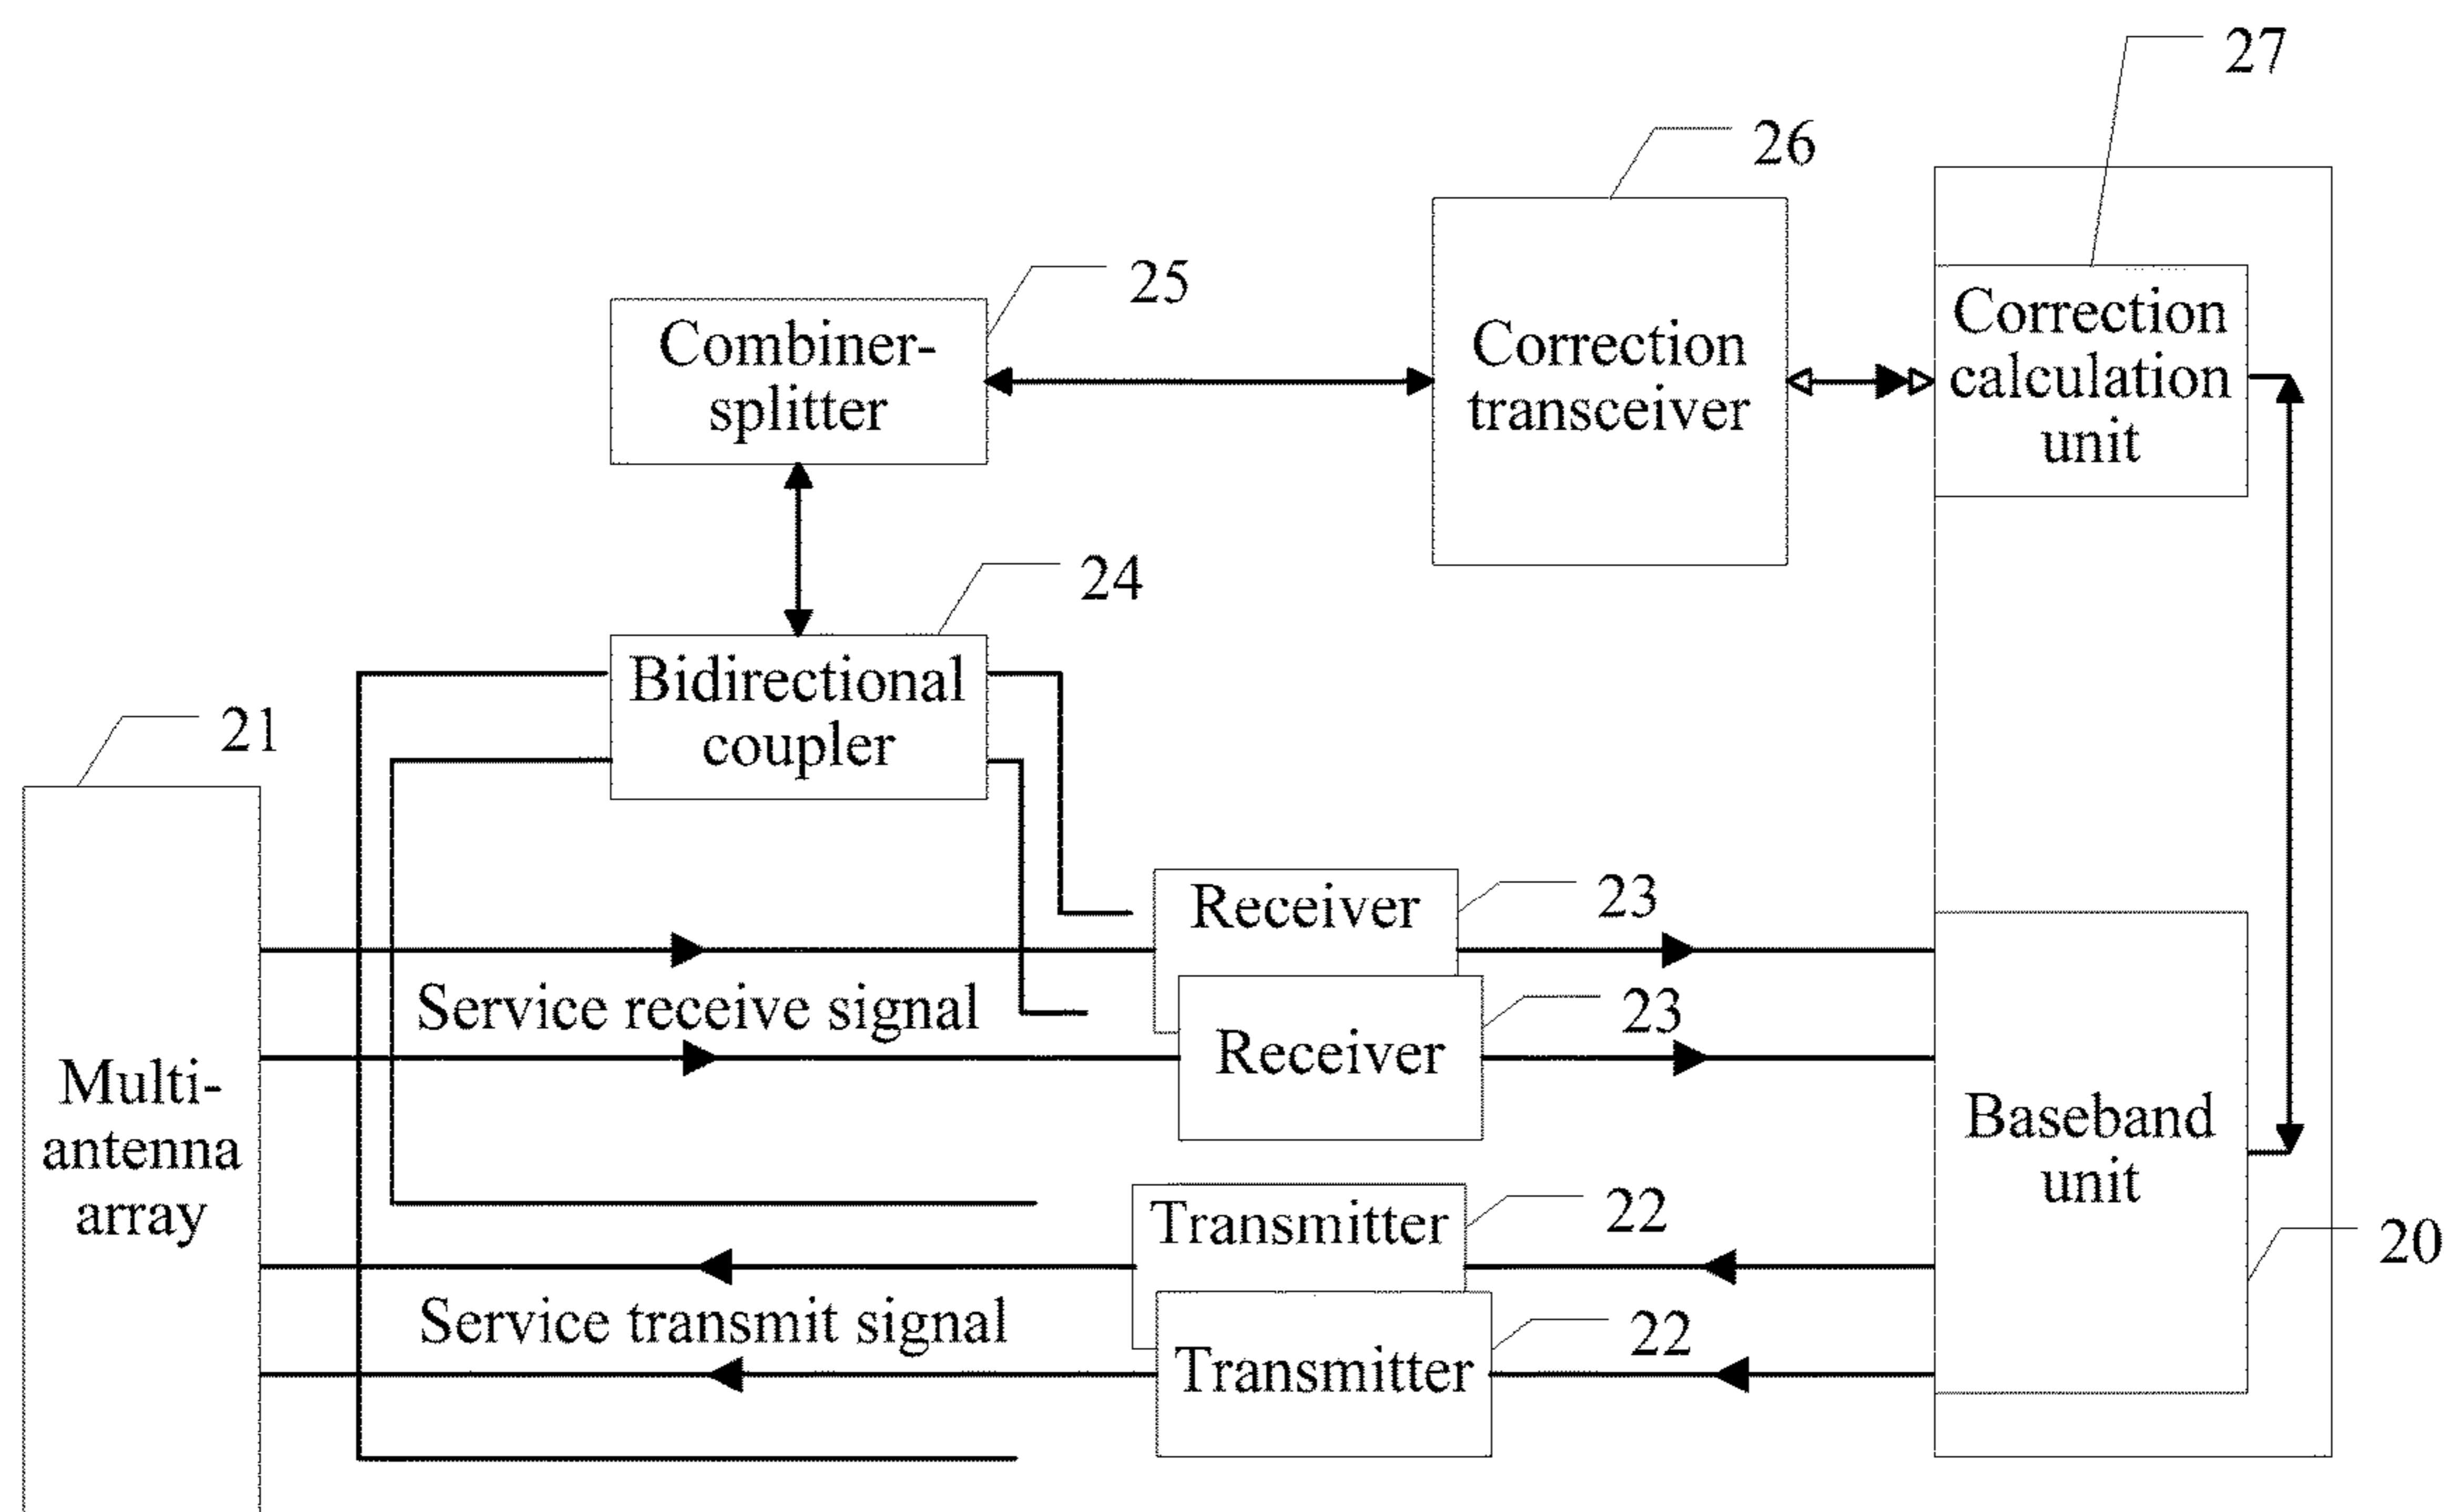 27
26
25
Combiner-
splitter
Correction
transceiver
Correction
calculation
unit
24
Bidirectional
coupler
21
Receiver
23
Service receive signal
Receiver
23
Multi-
antenna
array
Baseband
unit
Transmitter
22
20
Service transmit signal
Transmitter
22